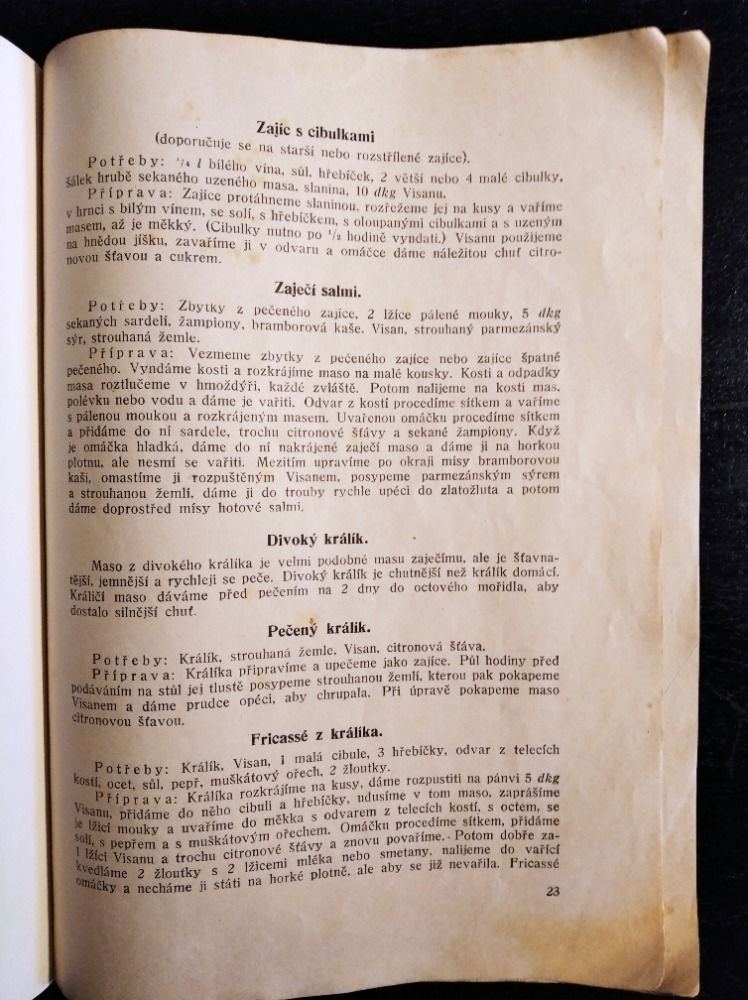 Zajíc s cibulkami
(doporučuje se na starší nebo rozstřílené zajíce).
Potřeby: ¼ l bílého vína, sůl, hřebíček, 2 větší nebo 4 malé cibulky,
šálek hrubě sekaného uzeného masa, slanina, 10 dkg Visanu.
Příprava: Zajíce protáhneme slaninou, rozřežeme jej na kusy a vaříme
v hrnci s bílým vínem, se solí, s hřebíčkem, s oloupanými cibulkami a s uzeným
masem, až je měkký. (Cibulky nutno po ½ hodině vyndati.) Visanu použijeme
na hnědou jíšku, zavaříme ji v odvaru a omáčce dáme náležitou chuť citro-
novou šťavou a cukrem.
Zaječí salmi.
Potřeby: Zbytky z pečeného zajíce, 2 lžíce pálené mouky, 5 dkg
sekaných sardelí, žampiony, bramborová kaše. Visan, strouhaný parmezánský
sýr, strouhaná žemle.
Příprava: Vezmeme zbytky z pečeného zajíce nebo zajíce špatně
pečeného. Vyndáme kosti a rozkrájíme maso na malé kousky. Kosti a odpadky
masa roztlučeme v hmoždýři, každé zvláště. Potom nalijeme na kosti mas.
polévku nebo vodu a dáme je vařiti. Odvar z kostí procedíme sítkem a vaříme
s pálenou moukou a rozkrájeným masem. Uvařenou omáčku procedíme sítkem
a přidáme do ní sardele, trochu citronové šťávy a sekané žampiony. Když
je omáčka hladká, dáme do ní nakrájené zaječí maso a dáme ji na horkou
plotnu, ale nesmí se vařiti. Mezitím upravíme po okraji mísy bramborovou
kaši, omastíme ji rozpuštěným Visanem, posypeme parmezánským sýrem
a strouhanou žemlí, dáme ji do trouby rychle upéci do zlatožluta a potom
dáme doprostřed mísy hotové salmi.
Divoký králík.
Maso z divokého králíka je velmi podobné masu zaječímu, ale je šťavna-
tější, jemnější a rychleji se peče. Divoký králík je chutnější než králík domácí.
Králičí maso dáváme před pečením na 2 dny do octového mořidla, aby
dostalo silnější chuť.
Pečený králík.
Potřeby: Králík, strouhaná žemle. Visan, citronová šťáva.
Příprava: Králíka připravíme a upečeme jako zajíce. Půl hodiny před
podáváním na stůl jej tlustě posypeme strouhanou žemlí, kterou pak pokapeme
Visanem a dáme prudce opéci, aby chrupala. Při úpravě pokapeme maso
citronovou šťavou.
Fricassé z králíka.
Potřeby: Králík, Visan, 1 malá cibule, 3 hřebíčky, odvar z telecích
kostí, ocet, sůl, pepř, muškátový ořech, 2 žloutky.
Příprava: Králíka rozkrájíme na kusy, dáme rozpustiti na pánvi 5 dkg
Visanu, přidáme do něho cibuli a hřebíčky, udusíme v tom maso, zaprášíme
je lžicí mouky a uvaříme do měkka s odvarem z telecích kostí, s octem, se
solí, s pepřem a s muškátovým ořechem. Omáčku procedíme sítkem, přidáme
1 lžíci Visanu a trochu citronové šťávy a znovu povaříme. Potom dobře za-
kvedláme 2 žloutky s 2 lžicemi mléka nebo smetany, nalijeme do vařící
omáčky a necháme ji státi na horké plotně, ale aby se již nevařila. Fricassé
23